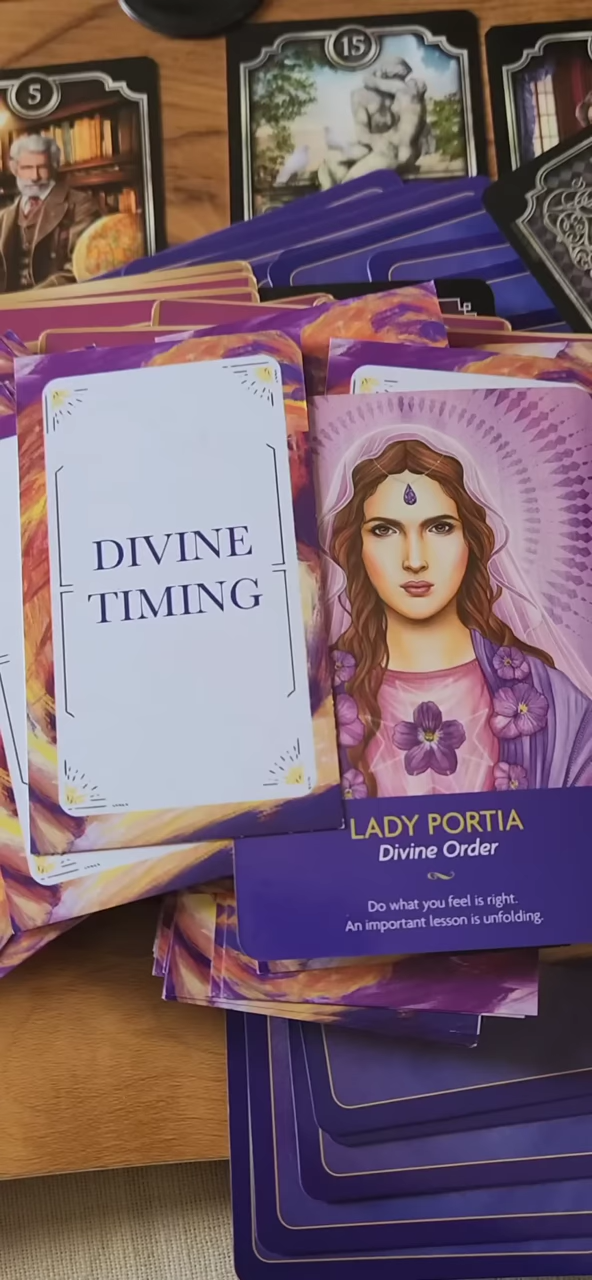 5
15
DIVINE
TIMING
LADY PORTIA
Divine Order
Do what you feel is right.
An important lesson is unfolding.